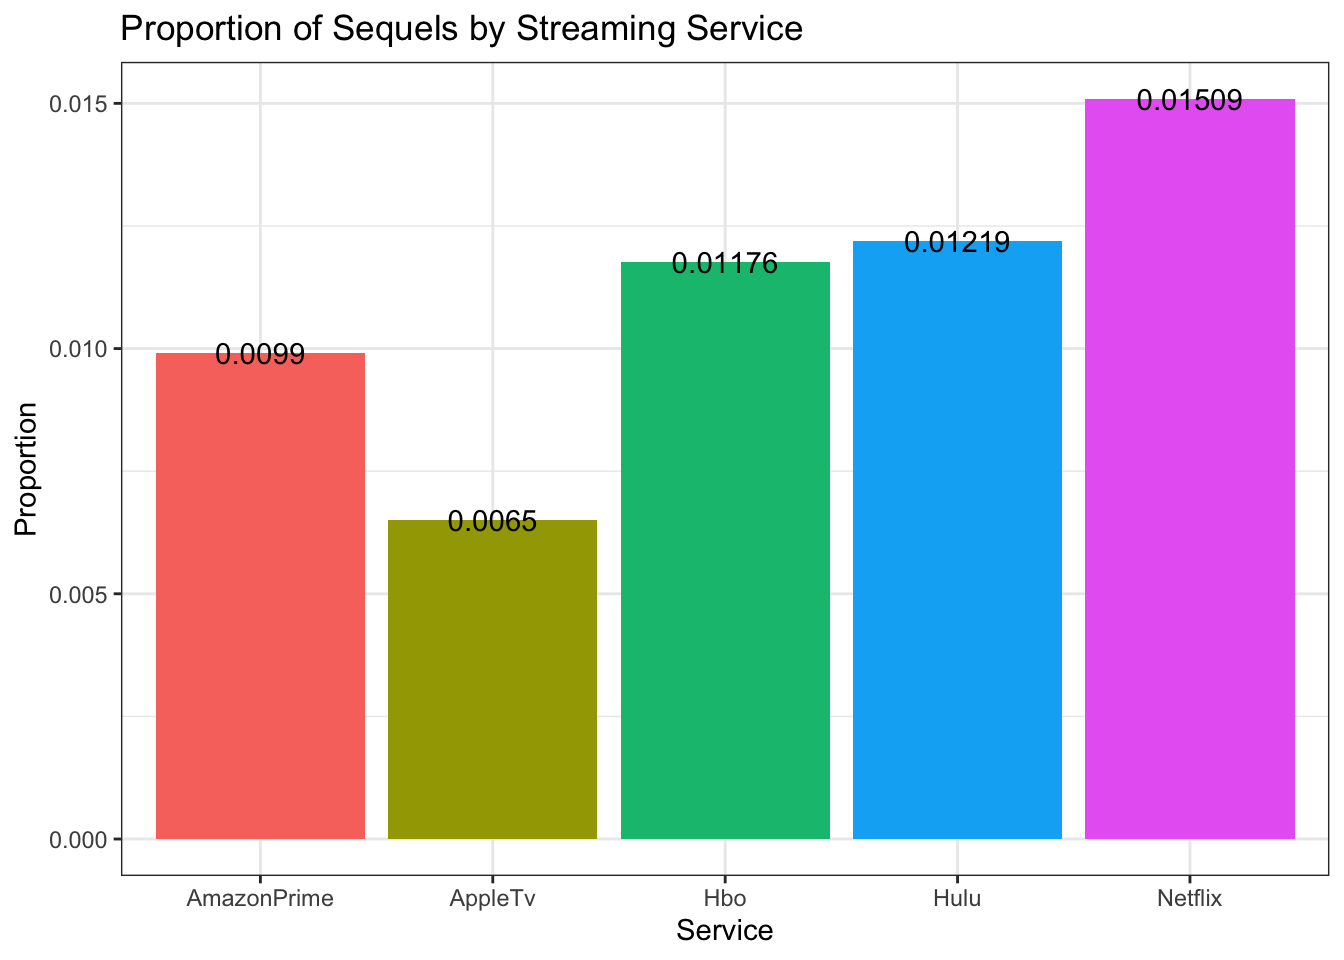 Proportion of Sequels by Streaming Service
0.015
0.010
0.005
0.000
Proportion
0.0099
0.0065
0.01176
0.01219
0.01509
AmazonPrime
AppleTv
Hbo
Hulu
Netflix
Service